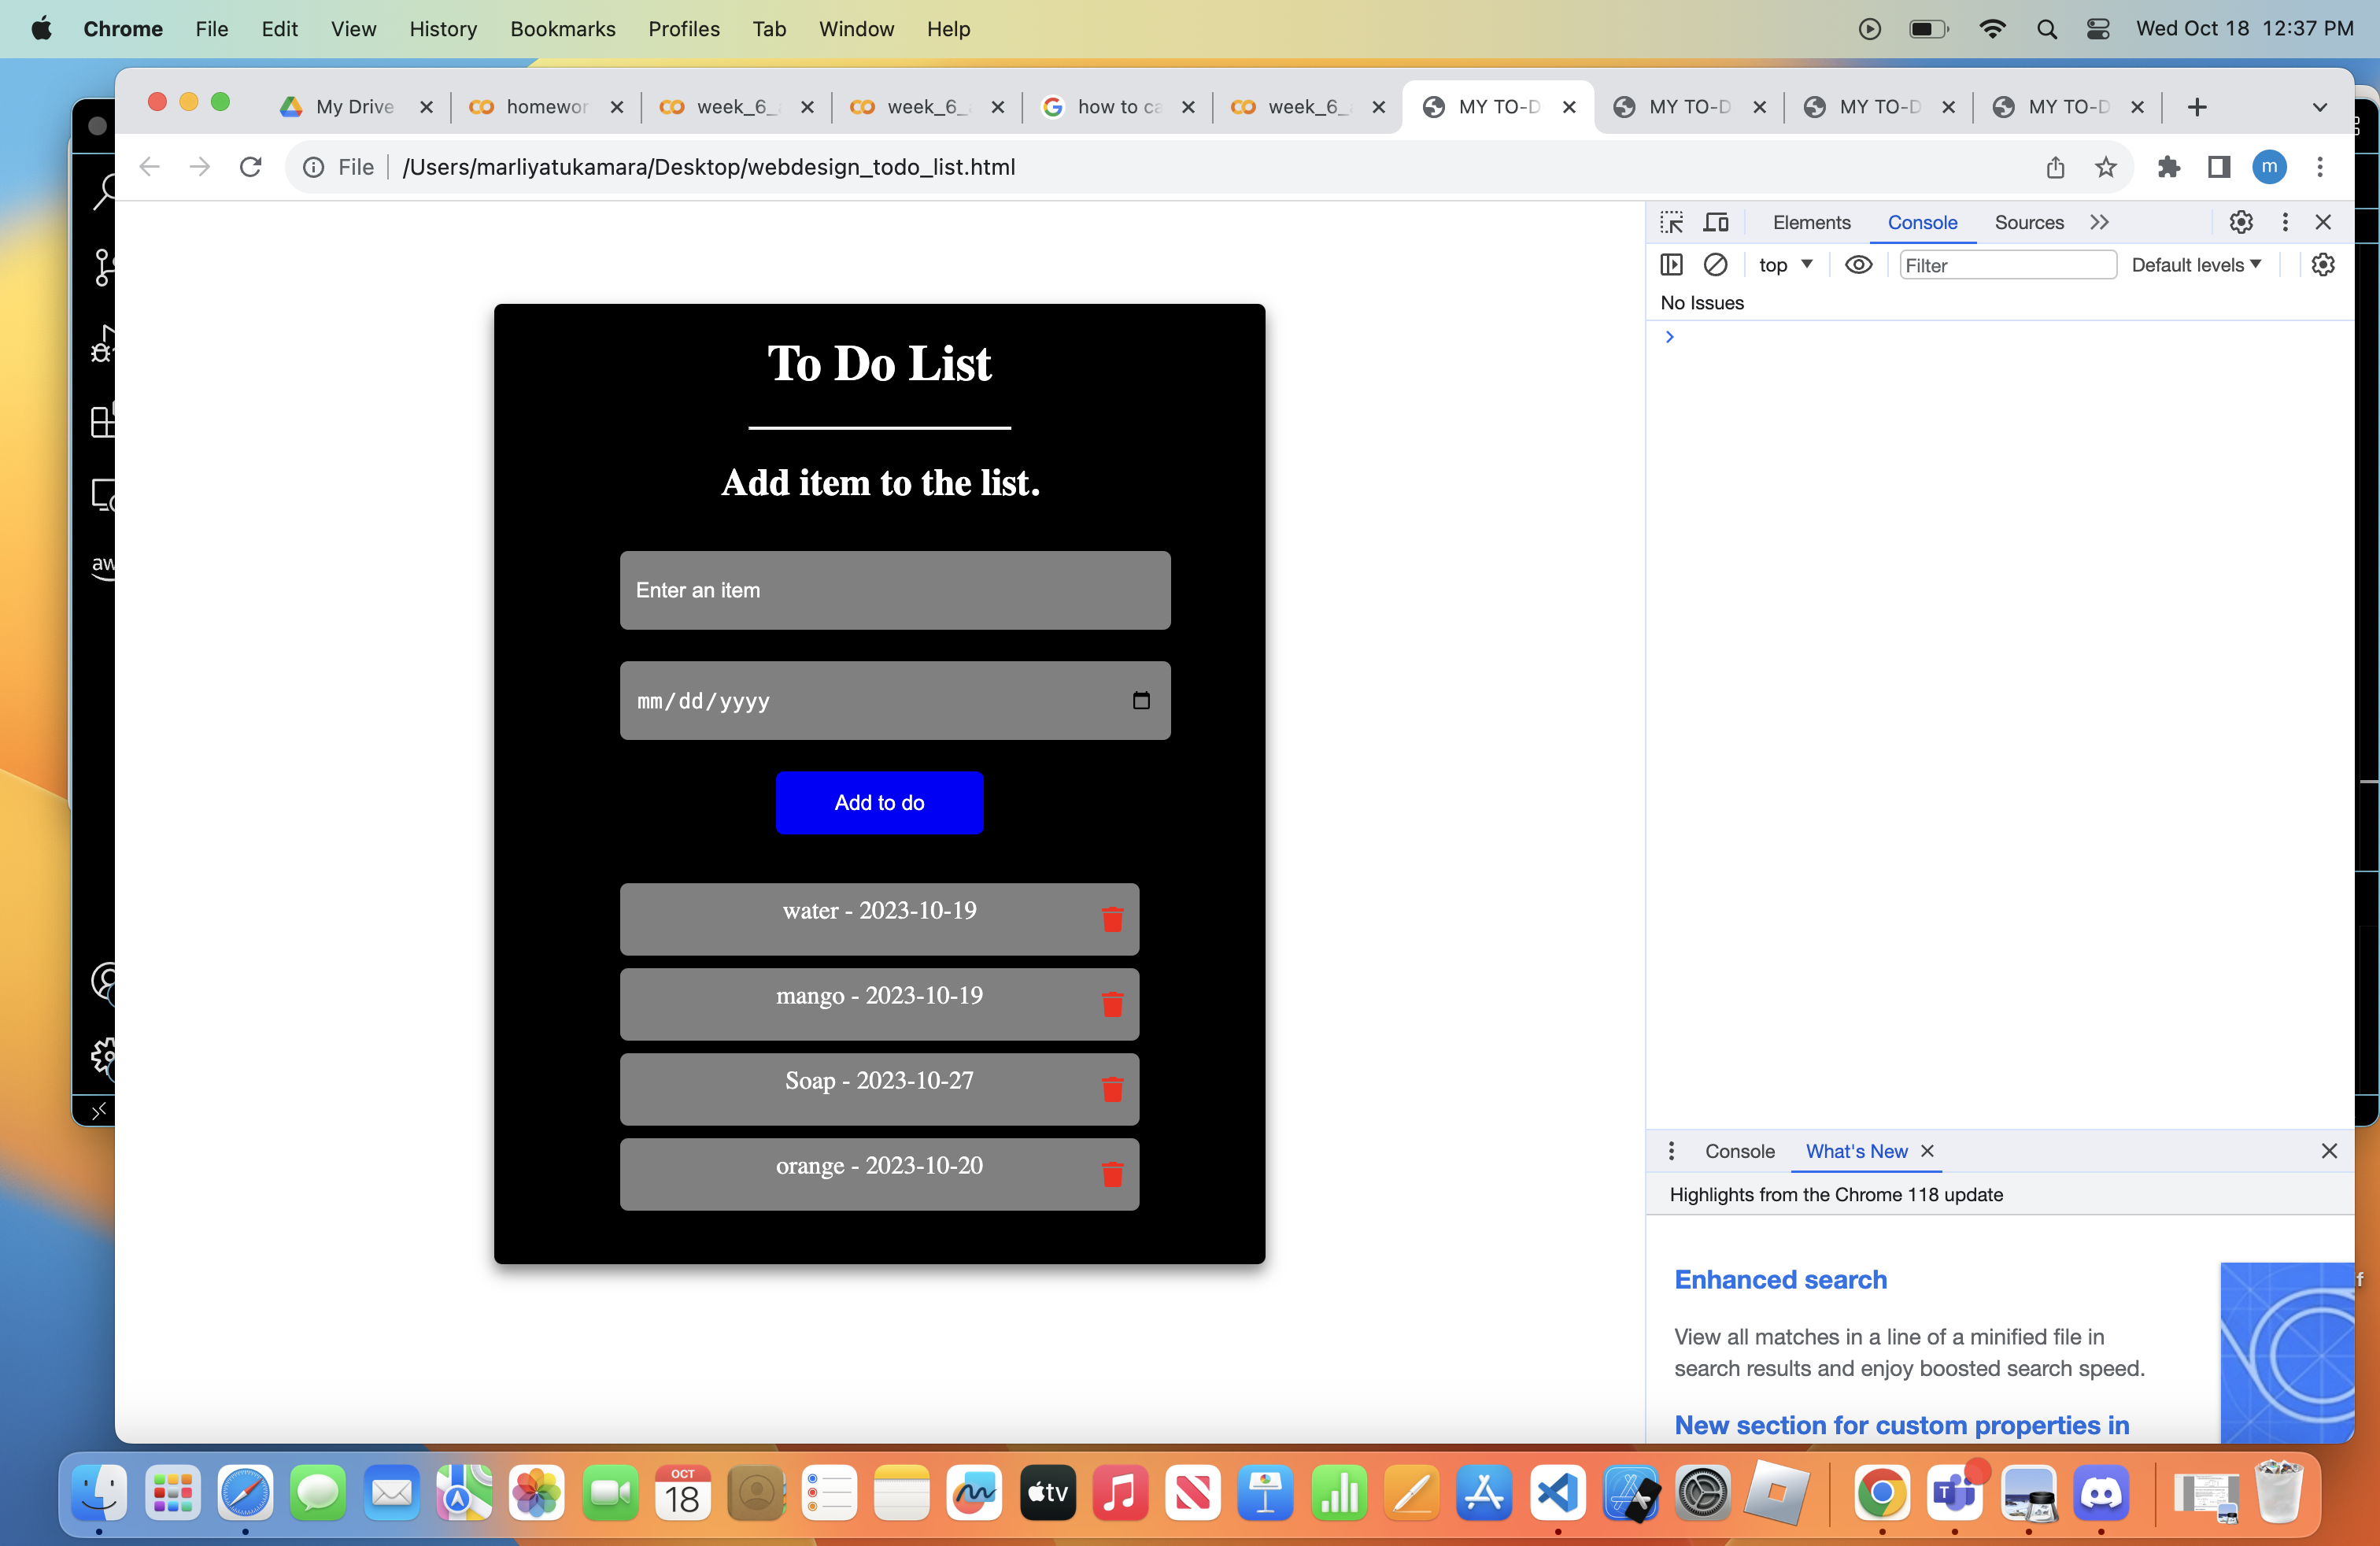 Chrome File Edit View History Bookmarks Profiles Tab Window Help Wed Oct 18 12:37 PM
My Drive homewor week_6_ week_6_ how to ca week_6_ MY TO-D MY TO-D MY TO-D MY TO-D
File /Users/marliyatukamara/Desktop/webdesign_todo_list.html m
Elements Console Sources
top Filter Default levels
No Issues
To Do List
Add item to the list.
Enter an item
mm/dd/yyyy
Add to do
water - 2023-10-19
mango - 2023-10-19
Soap - 2023-10-27
orange - 2023-10-20
aw
Console What's New
Highlights from the Chrome 118 update
Enhanced search
View all matches in a line of a minified file in
search results and enjoy boosted search speed.
New section for custom properties in
f
OCT
18
tv
T